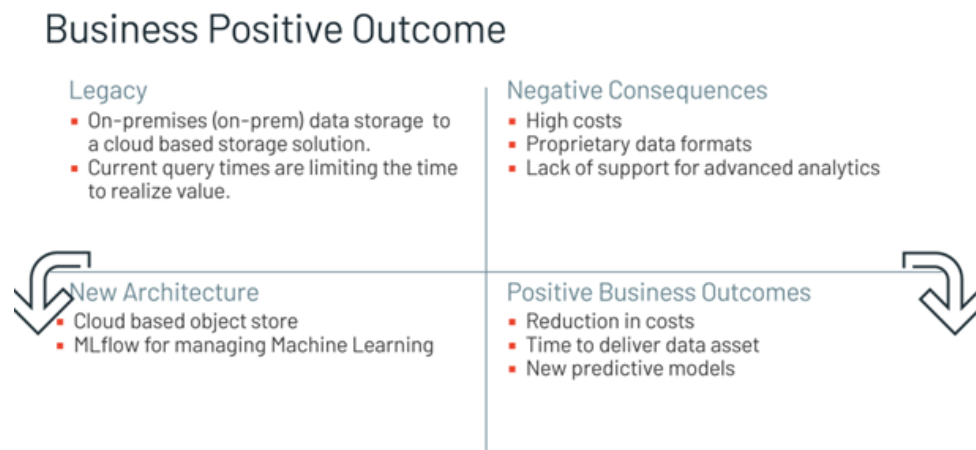 Business Positive Outcome
Legacy
On-premises (on-prem) data storage to
a cloud based storage solution.
Current query times are limiting the time
to realize value.
Negative Consequences
High costs
Proprietary data formats
Lack of support for advanced analytics
New Architecture
Cloud based object store
MLflow for managing Machine Learning
Positive Business Outcomes
Reduction in costs
Time to deliver data asset
New predictive models